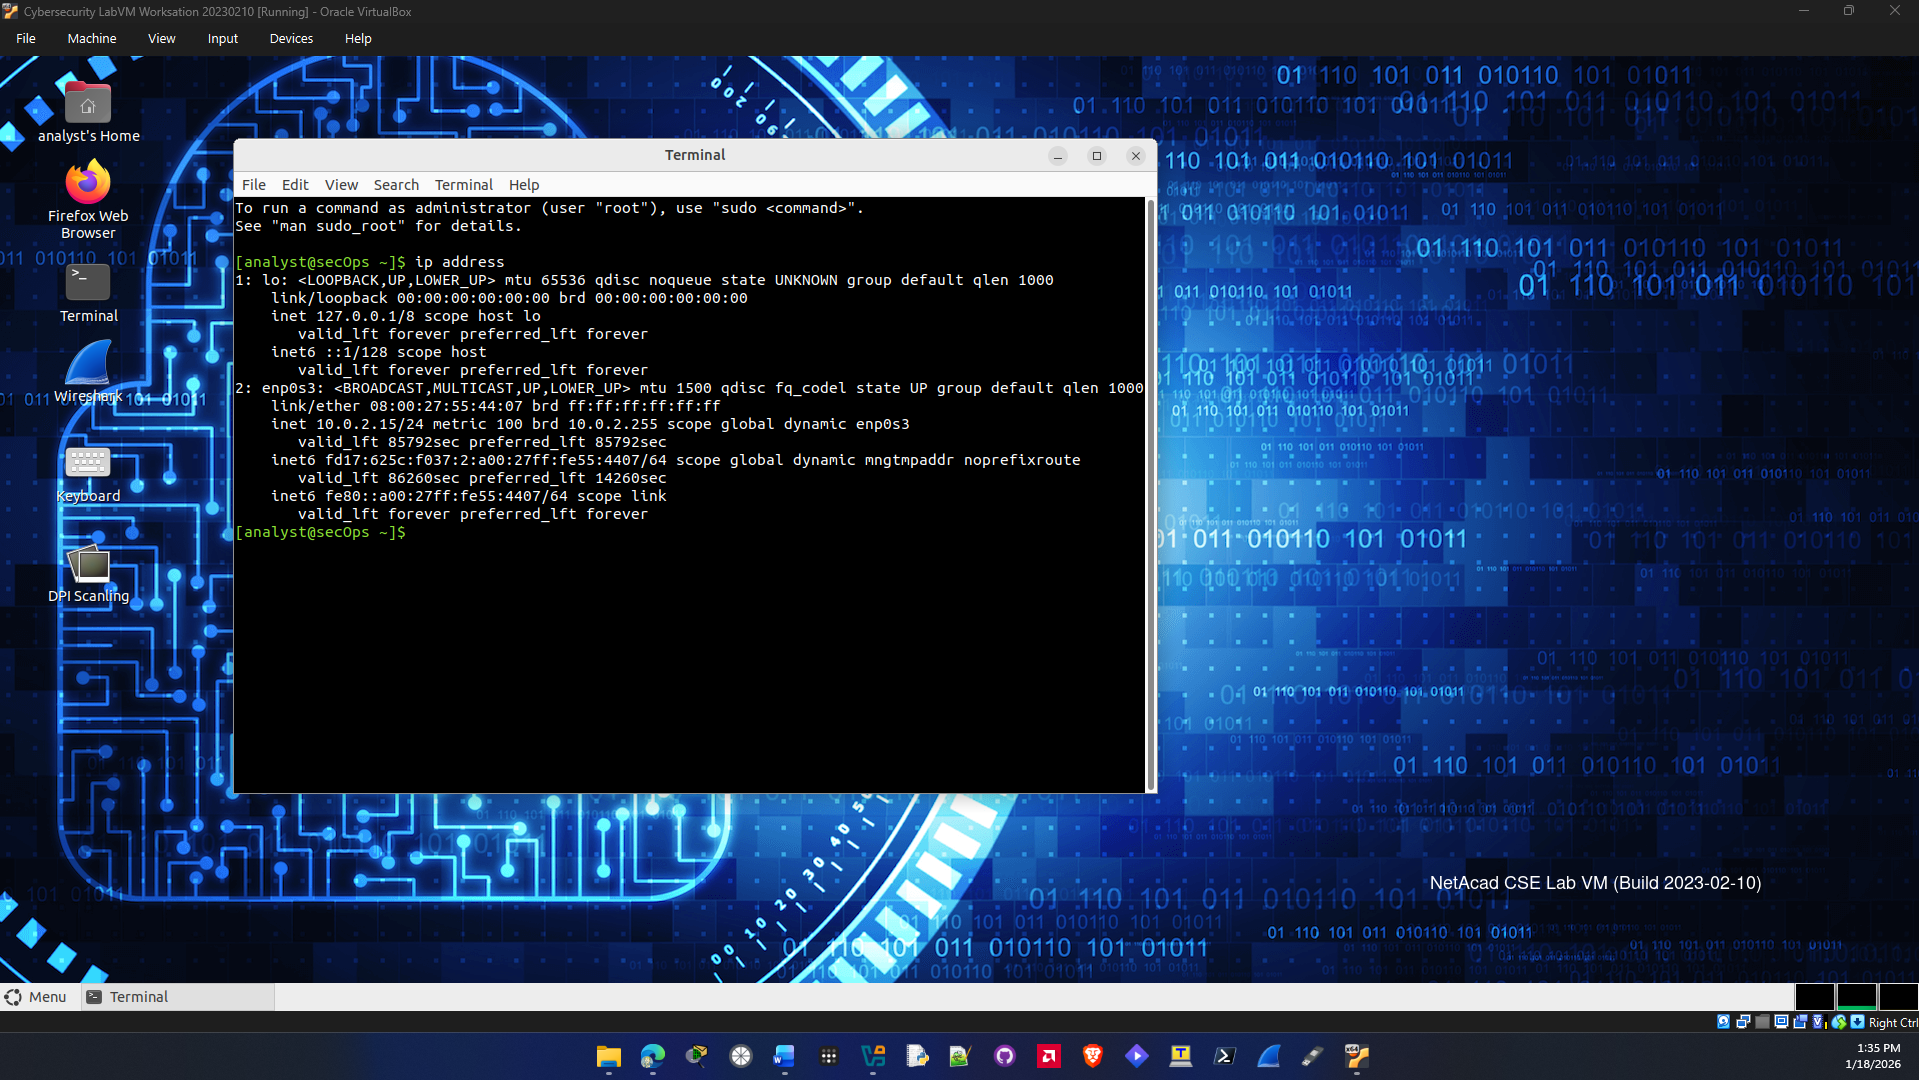 Cybersecurity LabVM Worksation 20230210 [Running] - Oracle VirtualBox
File Machine View Input Devices Help
analyst's Home
Firefox Web
Browser
Terminal
Wireshark
Keyboard
DPI Scanling
Terminal
File Edit View Search Terminal Help
To run a command as administrator (user "root"), use "sudo <command>".
See "man sudo_root" for details.
[analyst@secOps ~]$ ip address
1: lo: <LOOPBACK,UP,LOWER_UP> mtu 65536 qdisc noqueue state UNKNOWN group default qlen 1000
link/loopback 00:00:00:00:00:00 brd 00:00:00:00:00:00
inet 127.0.0.1/8 scope host lo
valid_lft forever preferred_lft forever
inet6 ::1/128 scope host
valid_lft forever preferred_lft forever
2: enp0s3: <BROADCAST,MULTICAST,UP,LOWER_UP> mtu 1500 qdisc fq_codel state UP group default qlen 1000
link/ether 08:00:27:55:44:07 brd ff:ff:ff:ff:ff:ff
inet 10.0.2.15/24 metric 100 brd 10.0.2.255 scope global dynamic enp0s3
valid_lft 85792sec preferred_lft 85792sec
inet6 fd17:625c:f037:2:a00:27ff:fe55:4407/64 scope global dynamic mngtmpaddr noprefixroute
valid_lft 86260sec preferred_lft 14260sec
inet6 fe80::a00:27ff:fe55:4407/64 scope link
valid_lft forever preferred_lft forever
[analyst@secOps ~]$
NetAcad CSE Lab VM (Build 2023-02-10)
Menu Terminal
Right Ctrl
1:35 PM
1/18/2026